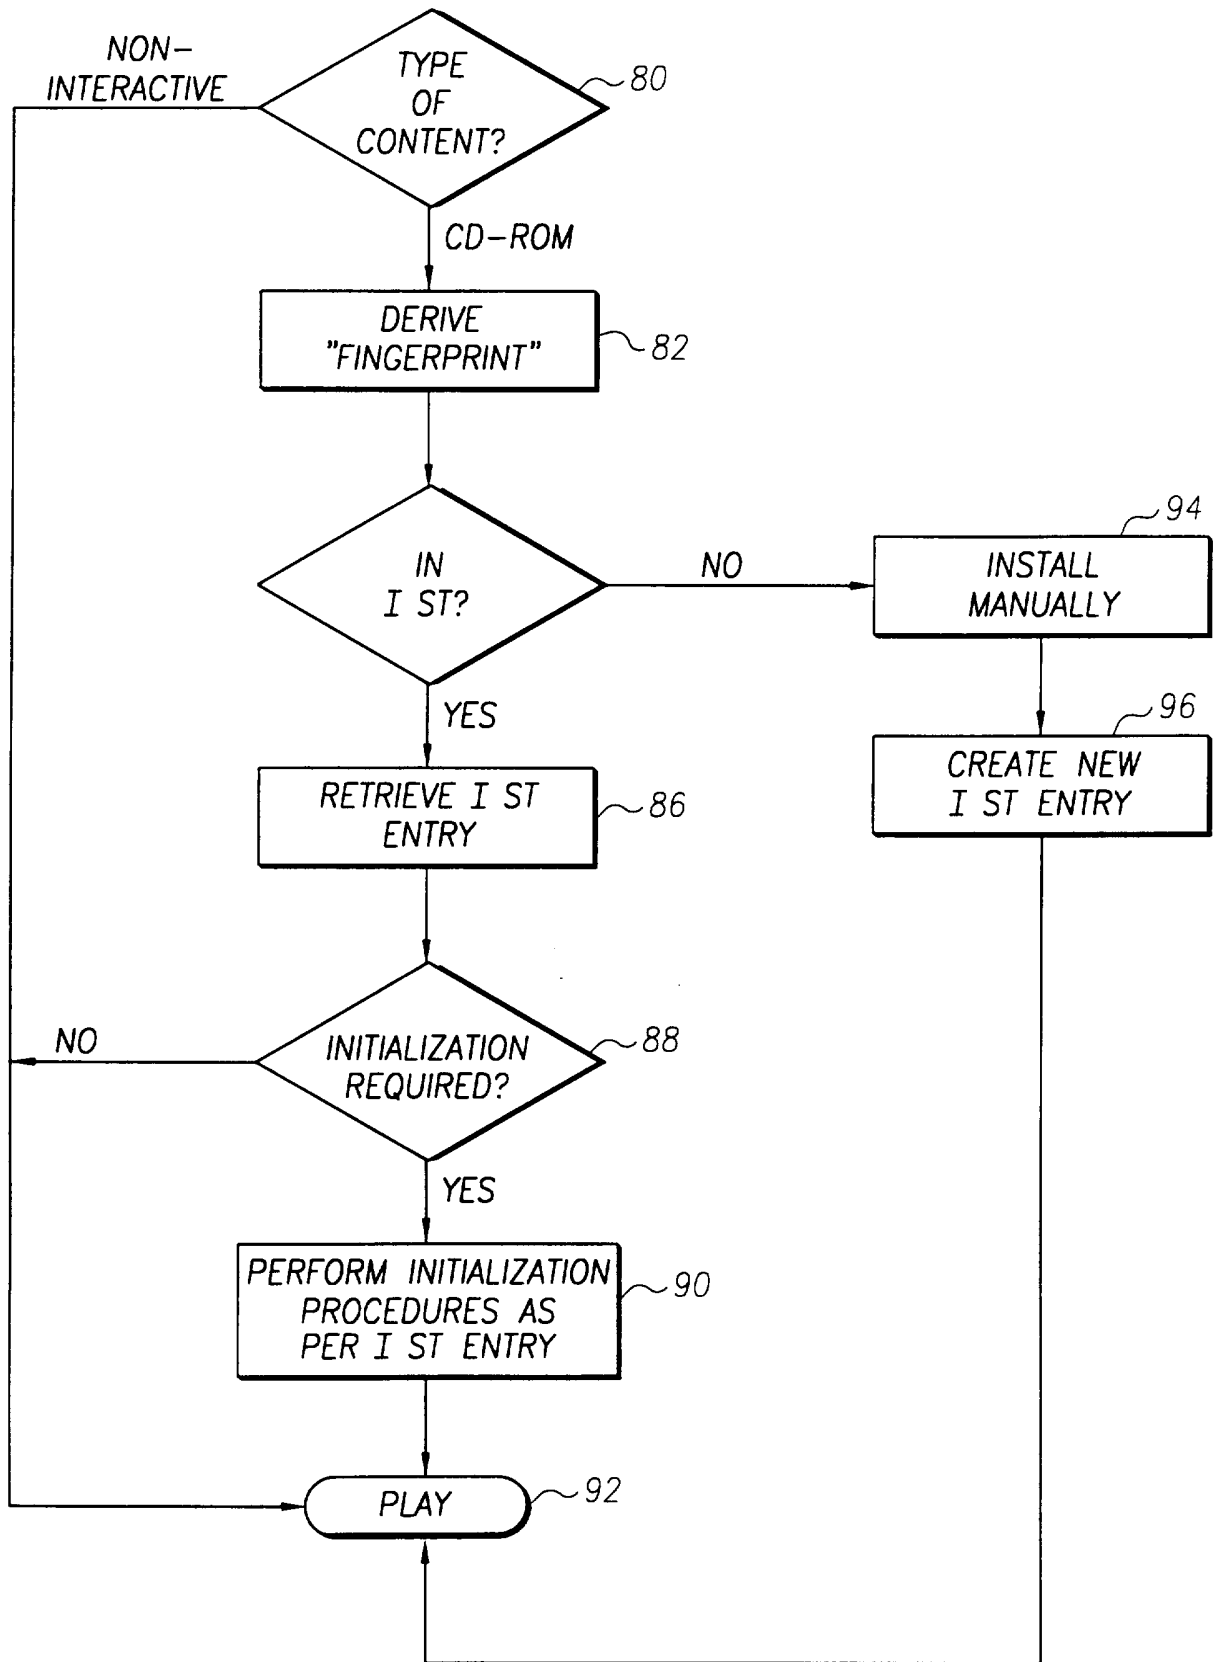 NON-
INTERACTIVE
TYPE
OF
CONTENT?
80
CD-ROM
DERIVE
"FINGERPRINT"
82
IN
I ST?
NO
94
INSTALL
MANUALLY
YES
96
CREATE NEW
I ST ENTRY
RETRIEVE I ST
ENTRY
86
NO
INITIALIZATION
REQUIRED?
88
YES
PERFORM INITIALIZATION
PROCEDURES AS
PER I ST ENTRY
90
PLAY
92